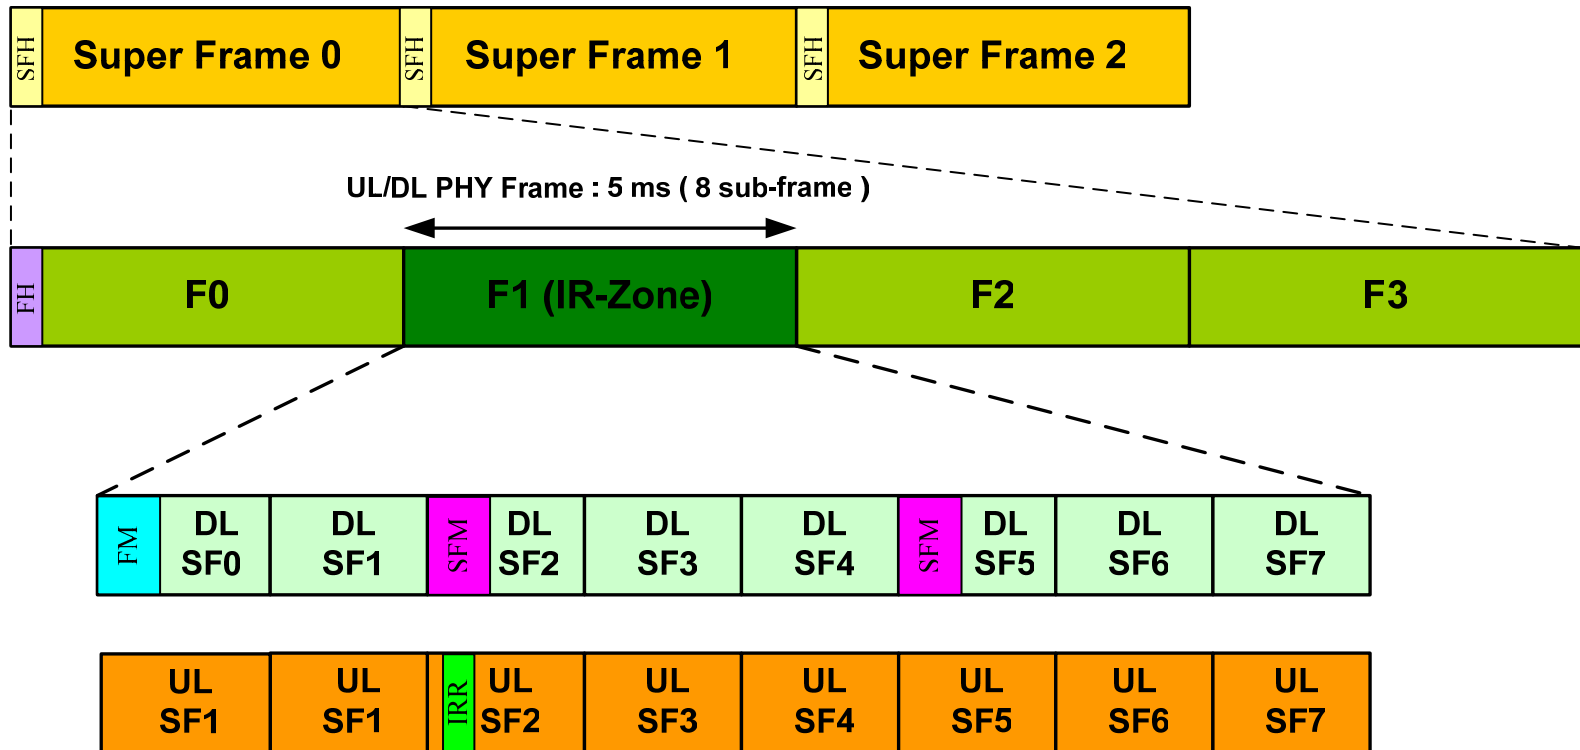 SFH Super Frame 0 SFH Super Frame 1 SFH Super Frame 2
UL/DL PHY Frame : 5 ms ( 8 sub-frame )
FH F0 F1 (IR-Zone) F2 F3
FM DL SF0
DL SF1
SFM DL SF2
DL SF3
DL SF4
SFM DL SF5
DL SF6
DL SF7
UL SF1
UL SF1
IRR UL SF2
UL SF3
UL SF4
UL SF5
UL SF6
UL SF7